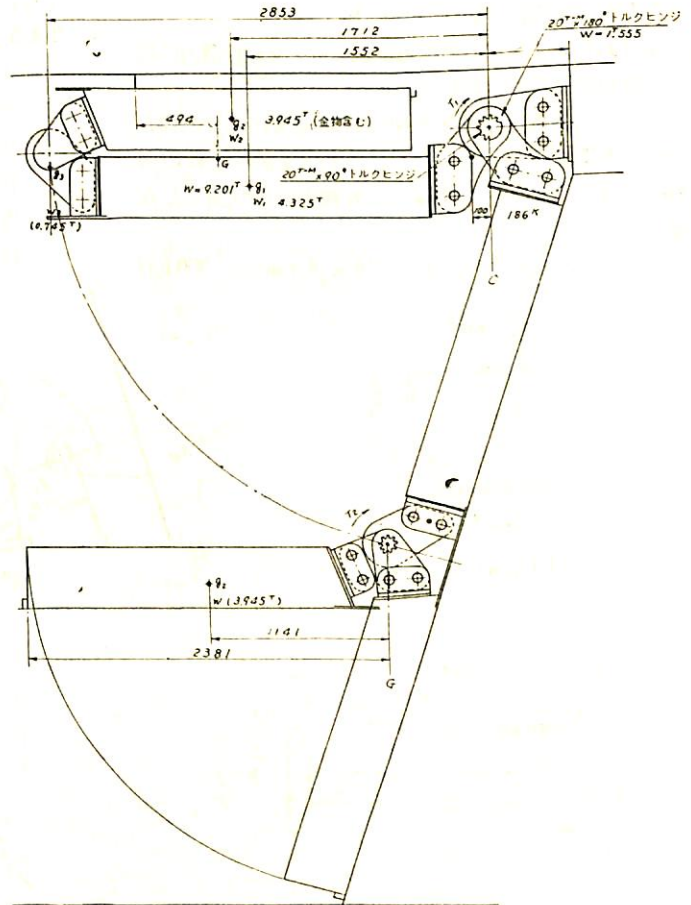 2853
1712
1552
20ᵀ⁻ᴹ×180° トルクヒンジ
W=1.555
T₁
494
g₂
W₂
3.945ᵀ (金物含む)
G
g₃
20ᵀ⁻ᴹ×90° トルクヒンジ
W=9.201ᵀ
g₁
W₁ 4.325ᵀ
(0.745ᵀ)
100
186ᴷ
C
T₂
g₂
W (3.945ᵀ)
1141
2381
G